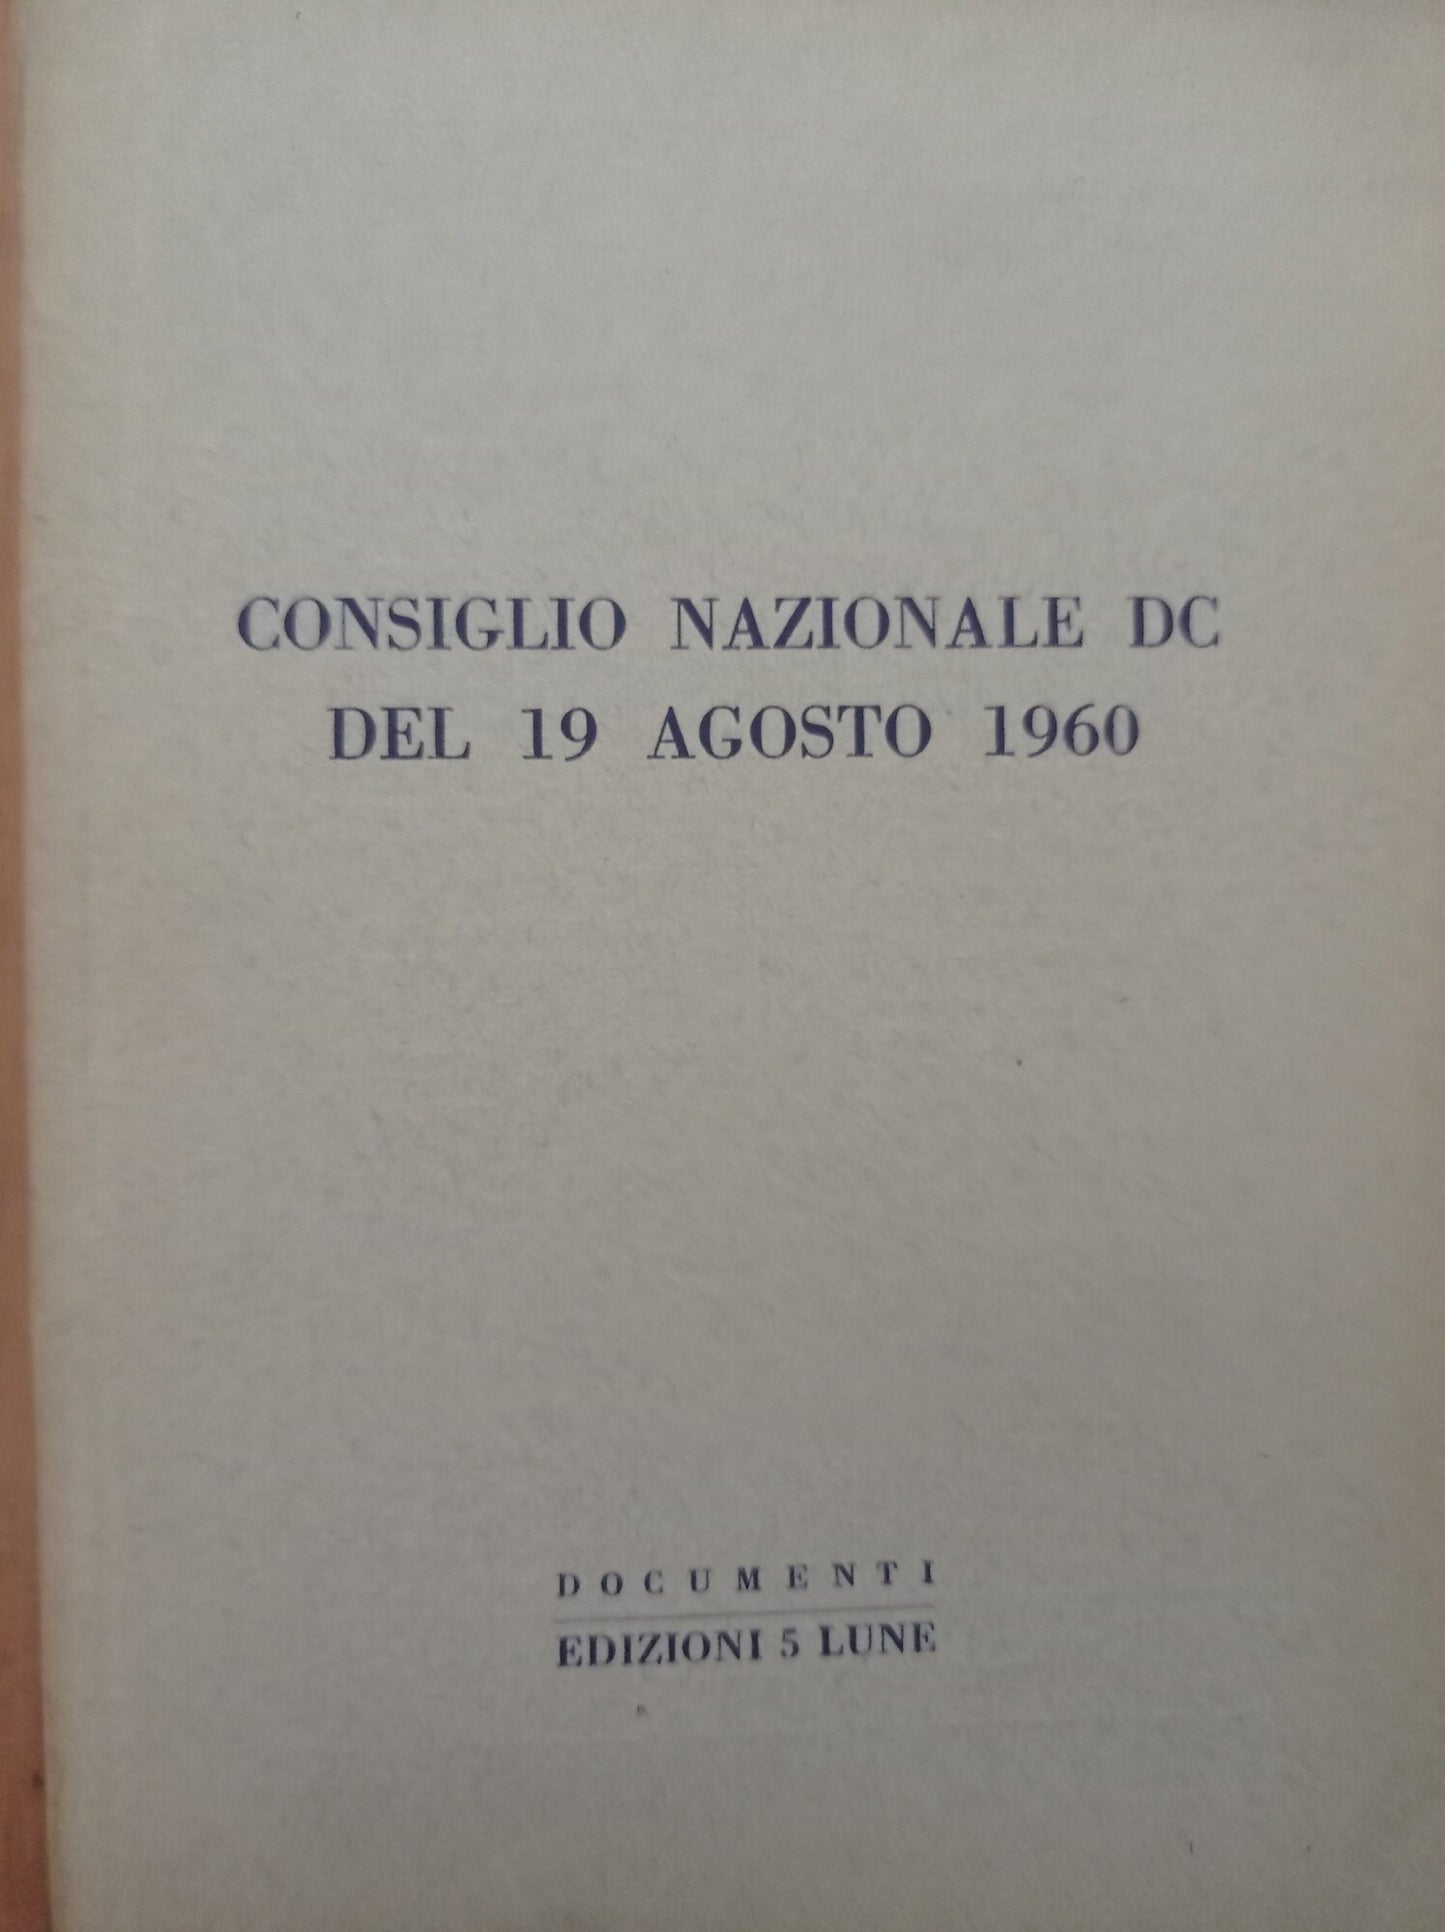 CONSIGLIO NAZIONALE DC
DEL 19 AGOSTO 1960
DOCUMENTI
EDIZIONI 5 LUNE